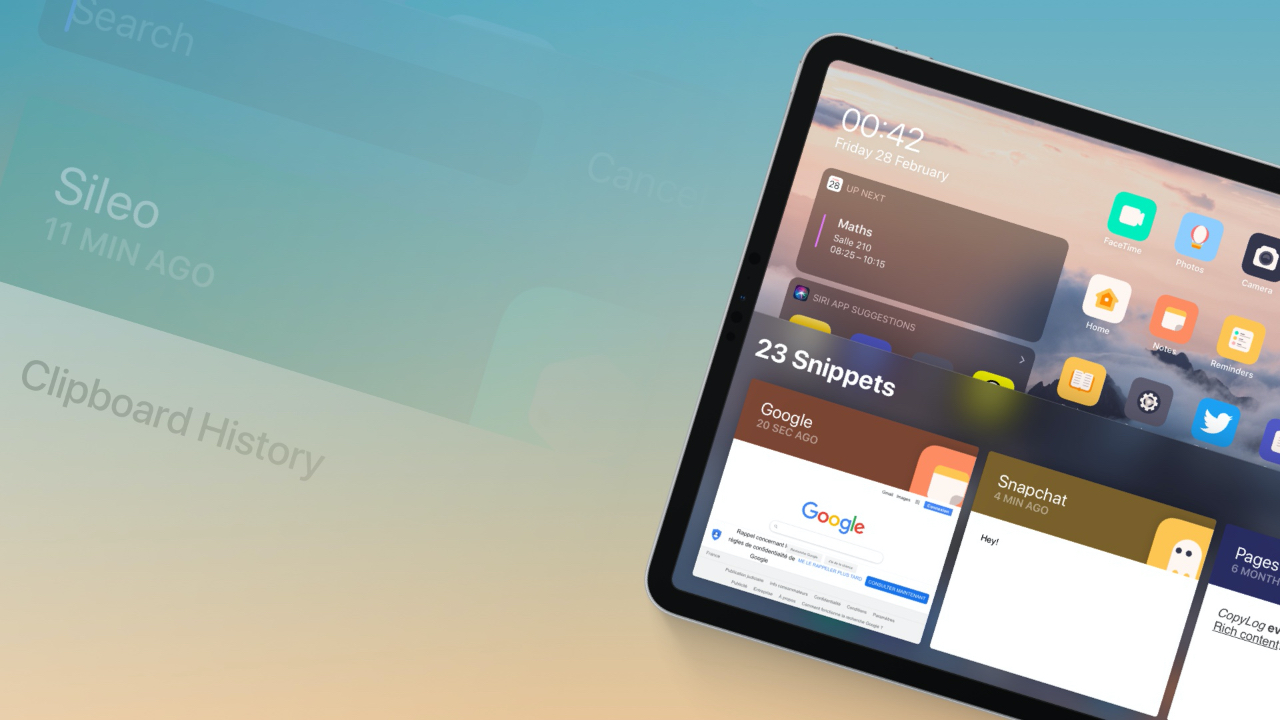 Search
Sileo
11 MIN AGO
Clipboard History
00:42
Friday 28 February
28
UP NEXT
Maths
Salle 210
08:25 – 10:15
SIRI APP SUGGESTIONS
FaceTime
Photos
Camera
Home
Notes
Reminders
23 Snippets
Google
20 SEC AGO
Gmail Images
Google
Rappel concernant l
règles de confidentialité de
Google
ME LE RAPPELER PLUS TARD
CONSULTER MAINTENANT
France
Publication judiciaire Info consommateurs Confidentialité Conditions Paramètres
Publicité Entreprise À propos Comment fonctionne la recherche Google ?
Snapchat
4 MIN AGO
Hey!
Pages
6 MONTH
CopyLog
Rich content